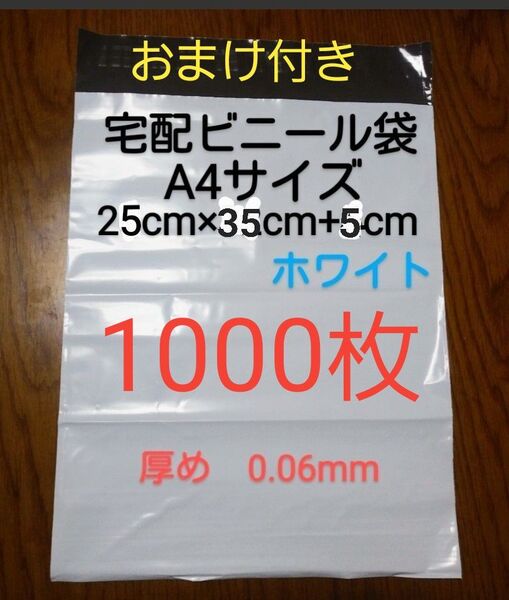 おまけ付き
宅配ビニール袋
A4サイズ
25cm×35cm+5cm
ホワイト
1000枚
厚め 0.06mm